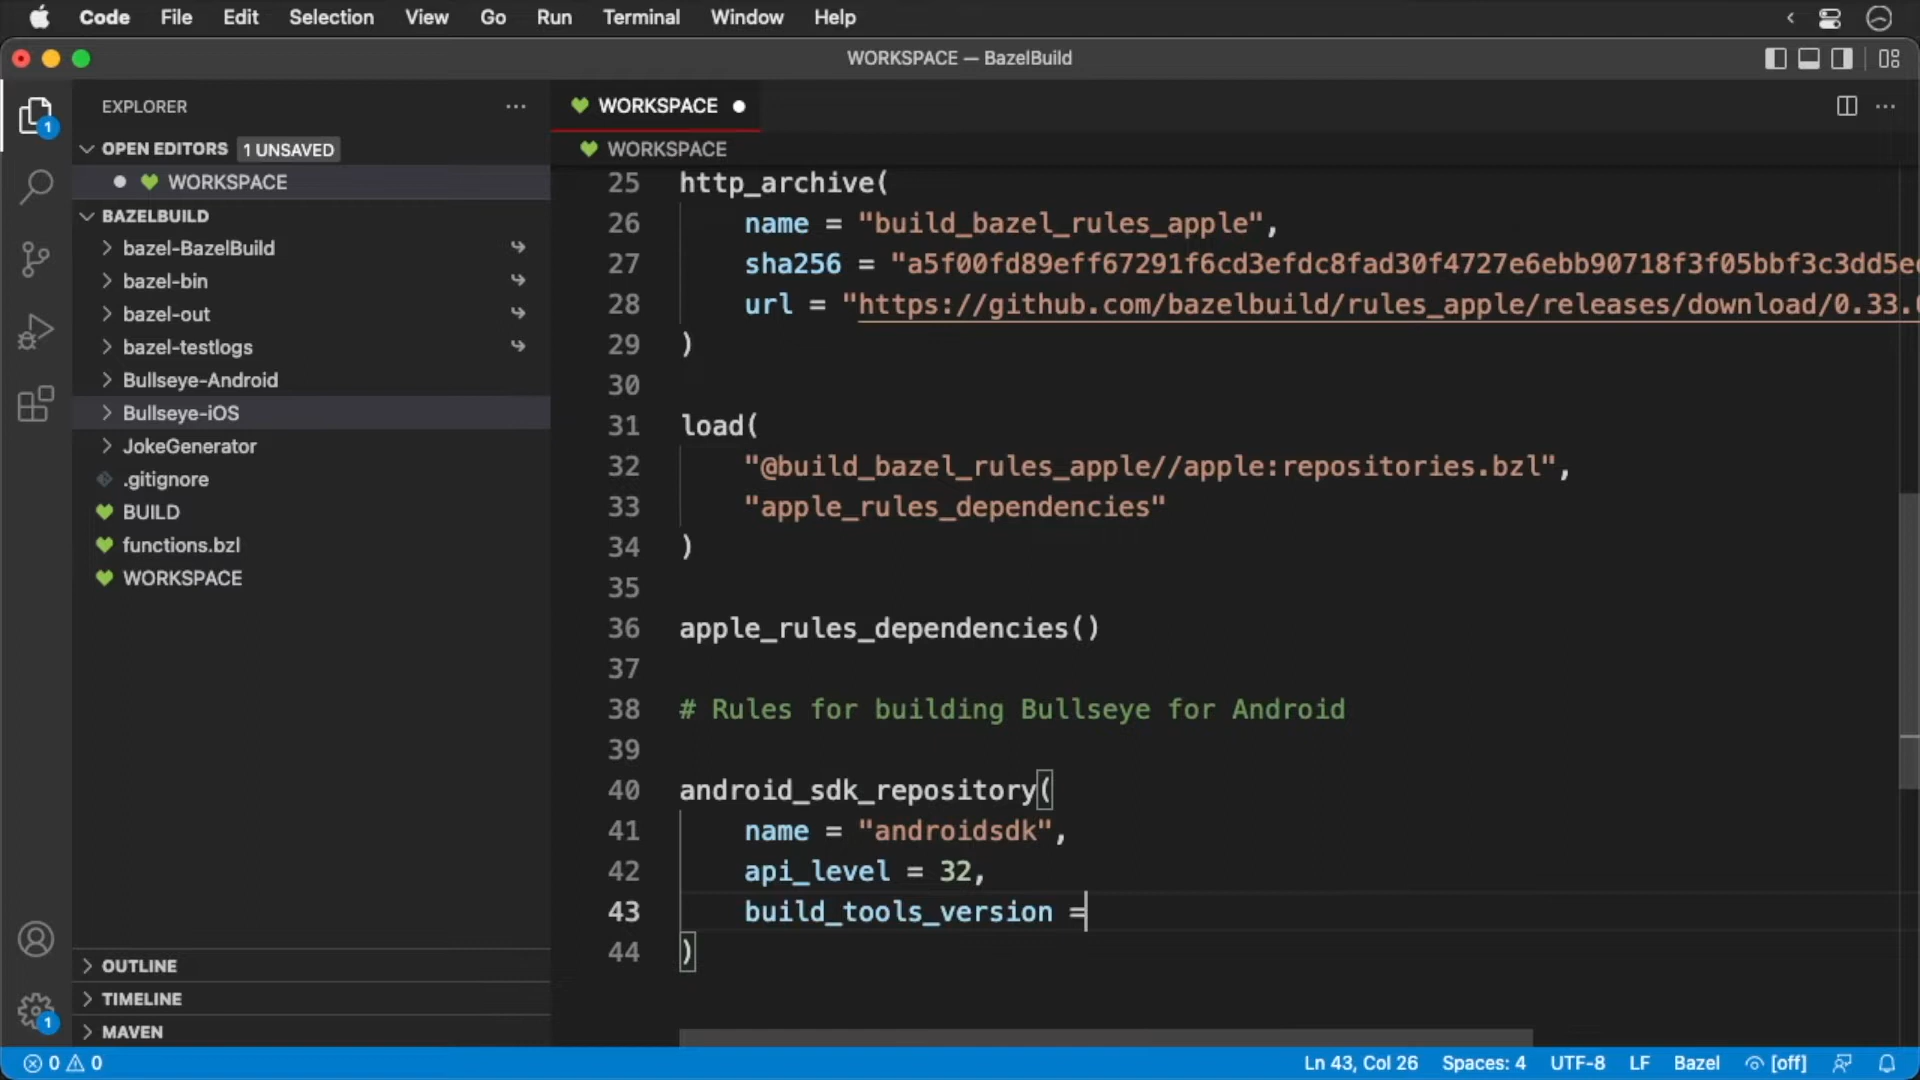 Code File Edit Selection View Go Run Terminal Window Help
WORKSPACE — BazelBuild
EXPLORER
OPEN EDITORS 1 UNSAVED
WORKSPACE
BAZELBUILD
bazel-BazelBuild
bazel-bin
bazel-out
bazel-testlogs
Bullseye-Android
Bullseye-iOS
JokeGenerator
.gitignore
BUILD
functions.bzl
WORKSPACE
OUTLINE
TIMELINE
MAVEN
1
1
WORKSPACE
WORKSPACE
25 http_archive(
26 name = "build_bazel_rules_apple",
27 sha256 = "a5f00fd89eff67291f6cd3efdc8fad30f4727e6ebb90718f3f05bbf3c3dd5e
28 url = "https://github.com/bazelbuild/rules_apple/releases/download/0.33.
29 )
30
31 load(
32 "@build_bazel_rules_apple//apple:repositories.bzl",
33 "apple_rules_dependencies"
34 )
35
36 apple_rules_dependencies()
37
38 # Rules for building Bullseye for Android
39
40 android_sdk_repository(
41 name = "androidsdk",
42 api_level = 32,
43 build_tools_version =
44 )
0 0 Ln 43, Col 26 Spaces: 4 UTF-8 LF Bazel [off]